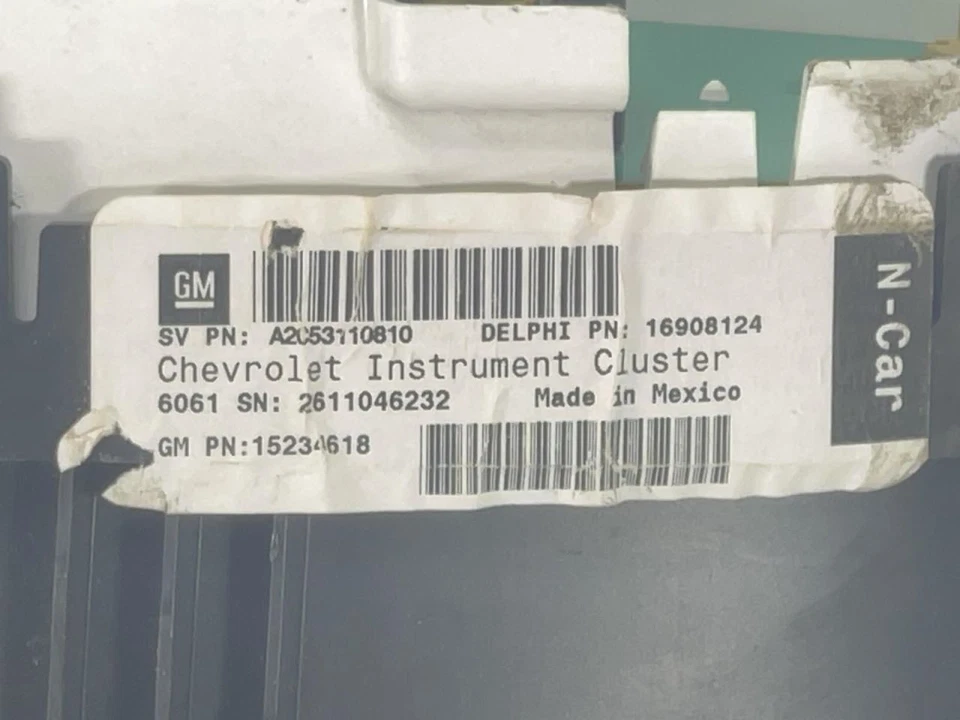 GM
SV PN: A2C53110810 DELPHI PN: 16908124
Chevrolet Instrument Cluster
6061 SN: 2611046232 Made in Mexico
GM PN:15234618
N-Car